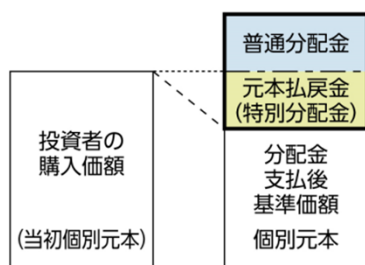 普通分配金
元本払戻金
(特別分配金)
投資者の
購入価額
(当初個別元本)
分配金
支払後
基準価額
個別元本